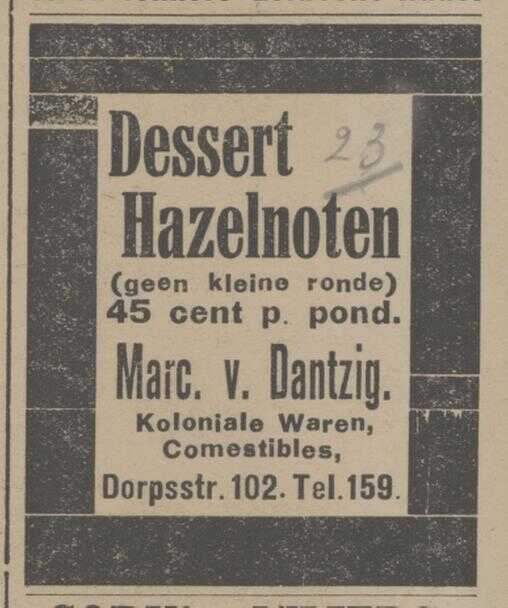 Dessert
23
Hazelnoten
(geen kleine ronde)
45 cent p. pond.
Marc. v. Dantzig.
Koloniale Waren,
Comestibles,
Dorpsstr. 102. Tel. 159.